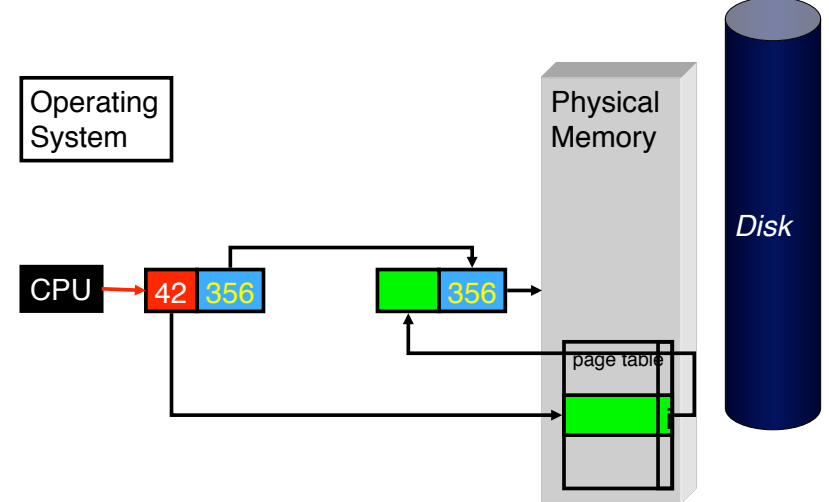 Operating
System
Physical
Memory
Disk
CPU
42 356
356
page table
i